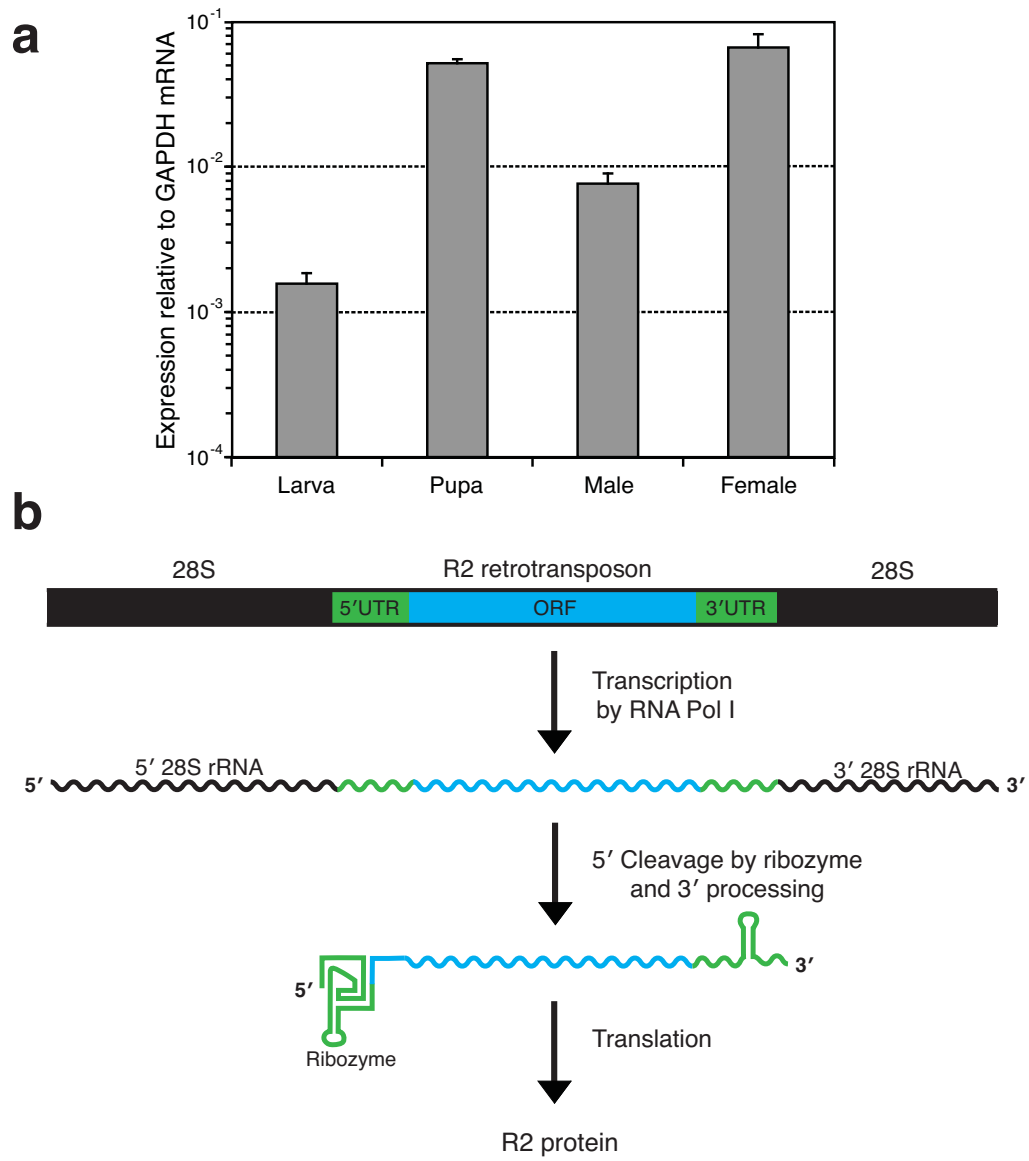 a
Expression relative to GAPDH mRNA
10-1
10-2
10-3
10-4
Larva Pupa Male Female
b
28S R2 retrotransposon 28S
5′UTR ORF 3′UTR
Transcription
by RNA Pol I
5′ 5′ 28S rRNA 3′ 28S rRNA 3′
5′ Cleavage by ribozyme
and 3′ processing
5′ 3′
Ribozyme
Translation
R2 protein